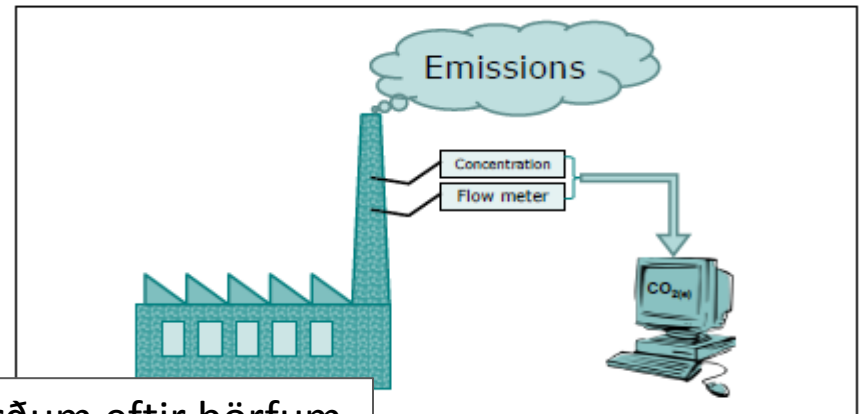 Emissions
Concentration
Flow meter
CO2(e)
eftir þörfum